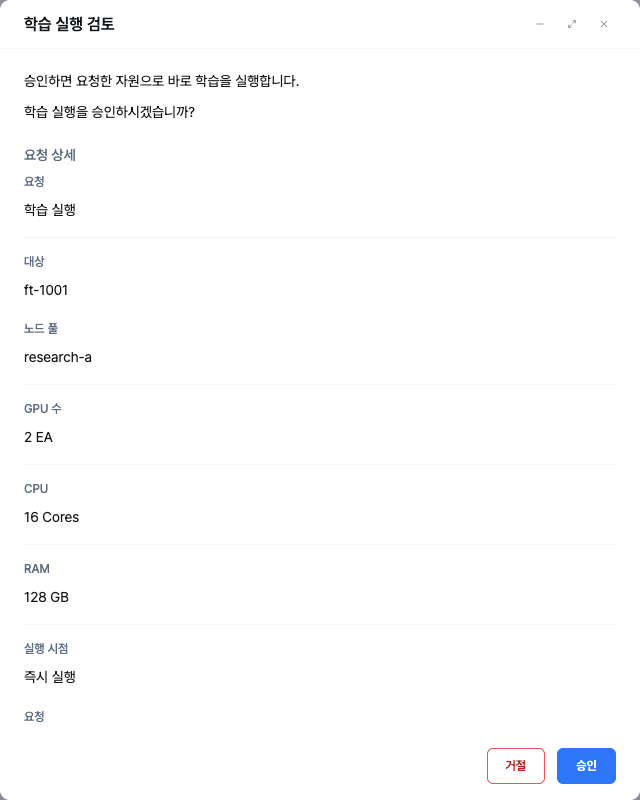 학습 실행 검토
승인하면 요청한 자원으로 바로 학습을 실행합니다.
학습 실행을 승인하시겠습니까?
요청 상세
요청
학습 실행
대상
ft-1001
노드 풀
research-a
GPU 수
2 EA
CPU
16 Cores
RAM
128 GB
실행 시점
즉시 실행
요청
거절
승인